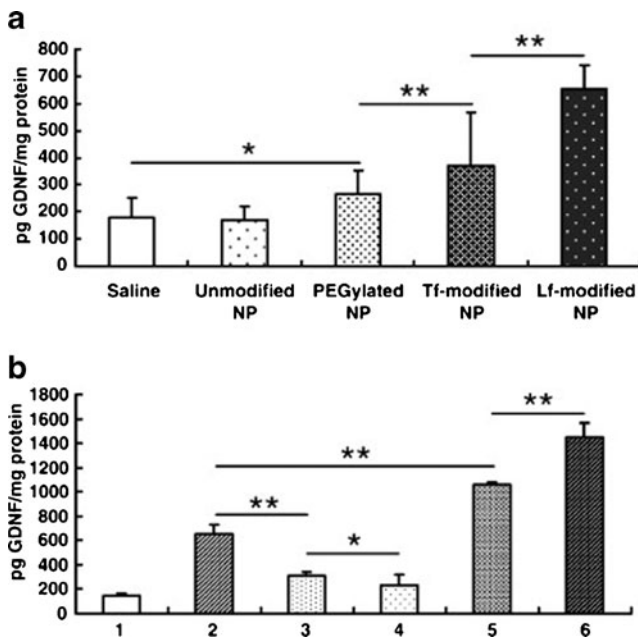 a
pg GDNF/mg protein
800
700
600
500
400
300
200
100
0
*
**
**
Saline
Unmodified NP
PEGylated NP
Tf-modified NP
Lf-modified NP
b
pg GDNF/mg protein
1800
1600
1400
1200
1000
800
600
400
200
0
**
**
*
**
1 2 3 4 5 6